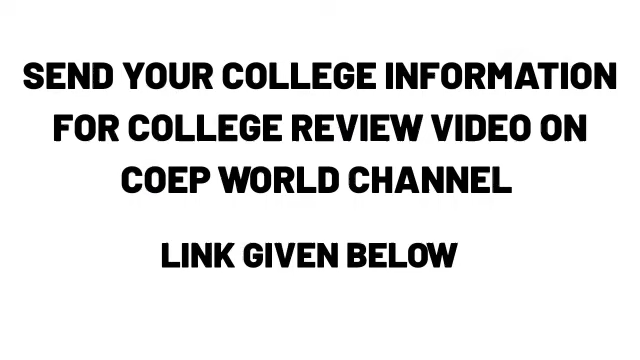 SEND YOUR COLLEGE INFORMATION
FOR COLLEGE REVIEW VIDEO ON
COEP WORLD CHANNEL
LINK GIVEN BELOW